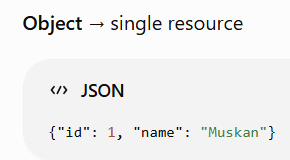 Object → single resource
</> JSON
{"id": 1, "name": "Muskan"}